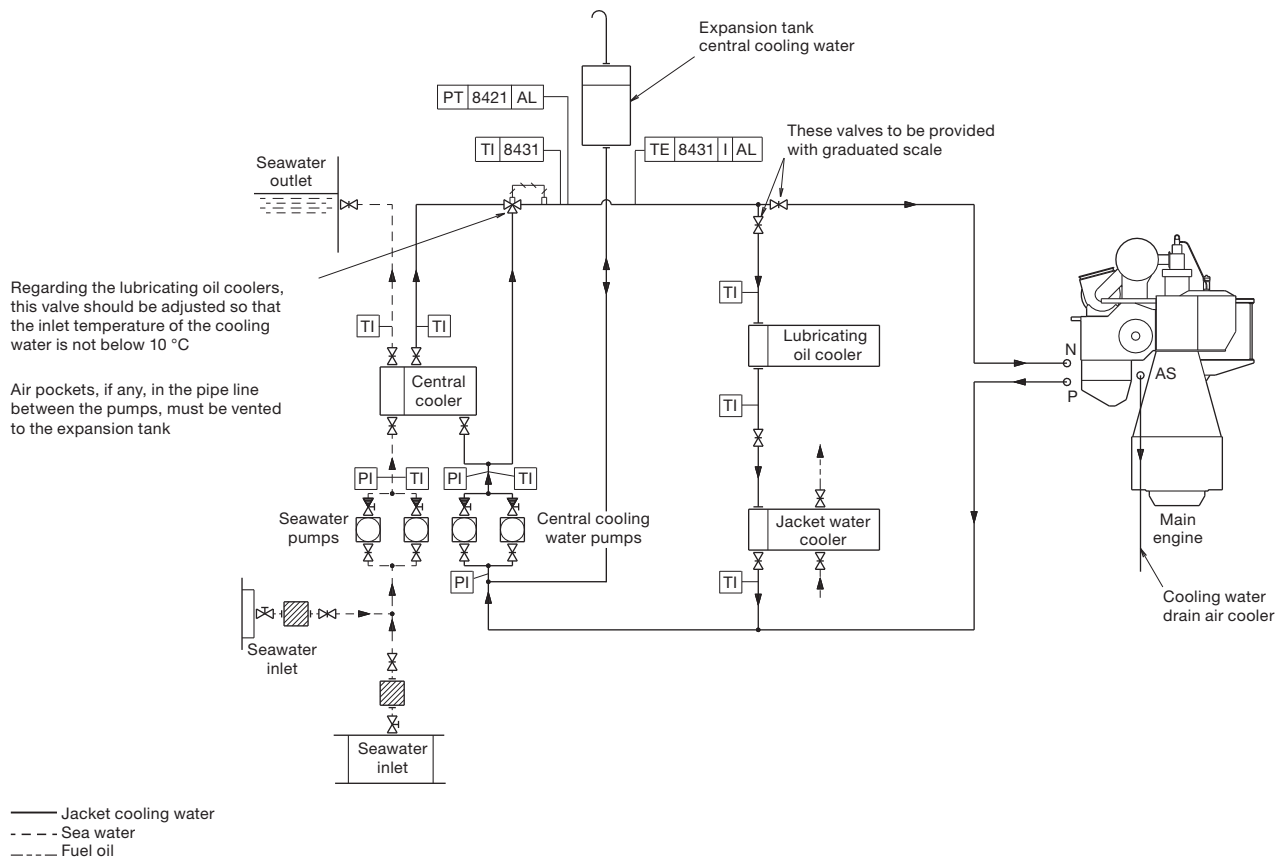 Expansion tank
central cooling water
PT 8421 AL
TI 8431
TE 8431 I AL
These valves to be provided
with graduated scale
Seawater
outlet
Regarding the lubricating oil coolers,
this valve should be adjusted so that
the inlet temperature of the cooling
water is not below 10 °C
Air pockets, if any, in the pipe line
between the pumps, must be vented
to the expansion tank
TI
TI
TI
Central
cooler
Lubricating
oil cooler
TI
N
AS
P
PI
TI
PI
TI
Seawater
pumps
Central cooling
water pumps
Jacket water
cooler
PI
TI
Main
engine
Cooling water
drain air cooler
Seawater
inlet
Seawater
inlet
Jacket cooling water
Sea water
Fuel oil